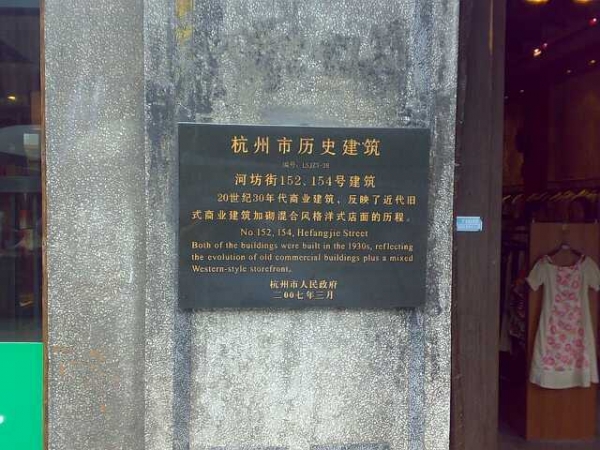 杭州市历史建筑
河坊街152、154号建筑
20世纪30年代商业建筑、反映了近代旧
式商业建筑加砌混合风格洋式店面的历程。
No.152, 154, Hefangjie Street
Both of the buildings were built in the 1930s, reflecting
the evolution of old commercial buildings plus a mixed
Western-style storefront.
杭州市人民政府
二00七年三月